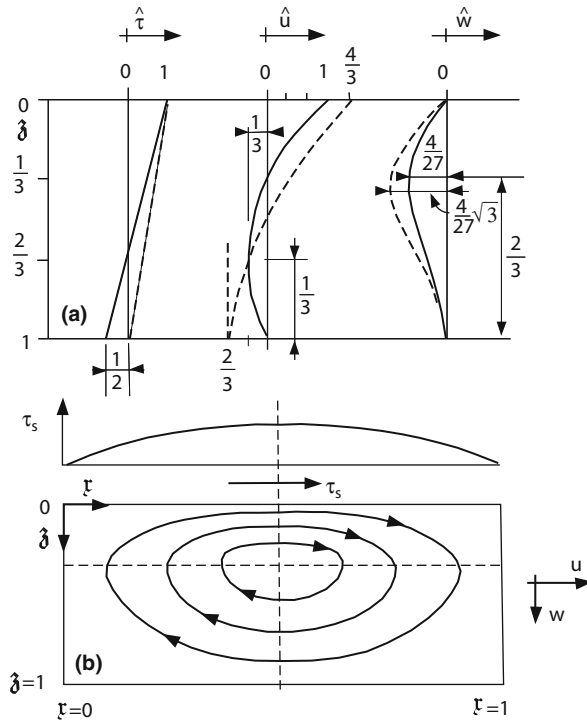 τ̂ û ŵ
0 1 0 1 4/3 0
0
𝔷
1/3 1/3 4/27
4/27 √3
2/3 2/3
1/3
(a)
1
1/2 2/3
τs
𝔵 τs
0
𝔷
u
w
(b)
𝔷=1
𝔵=0 𝔵=1